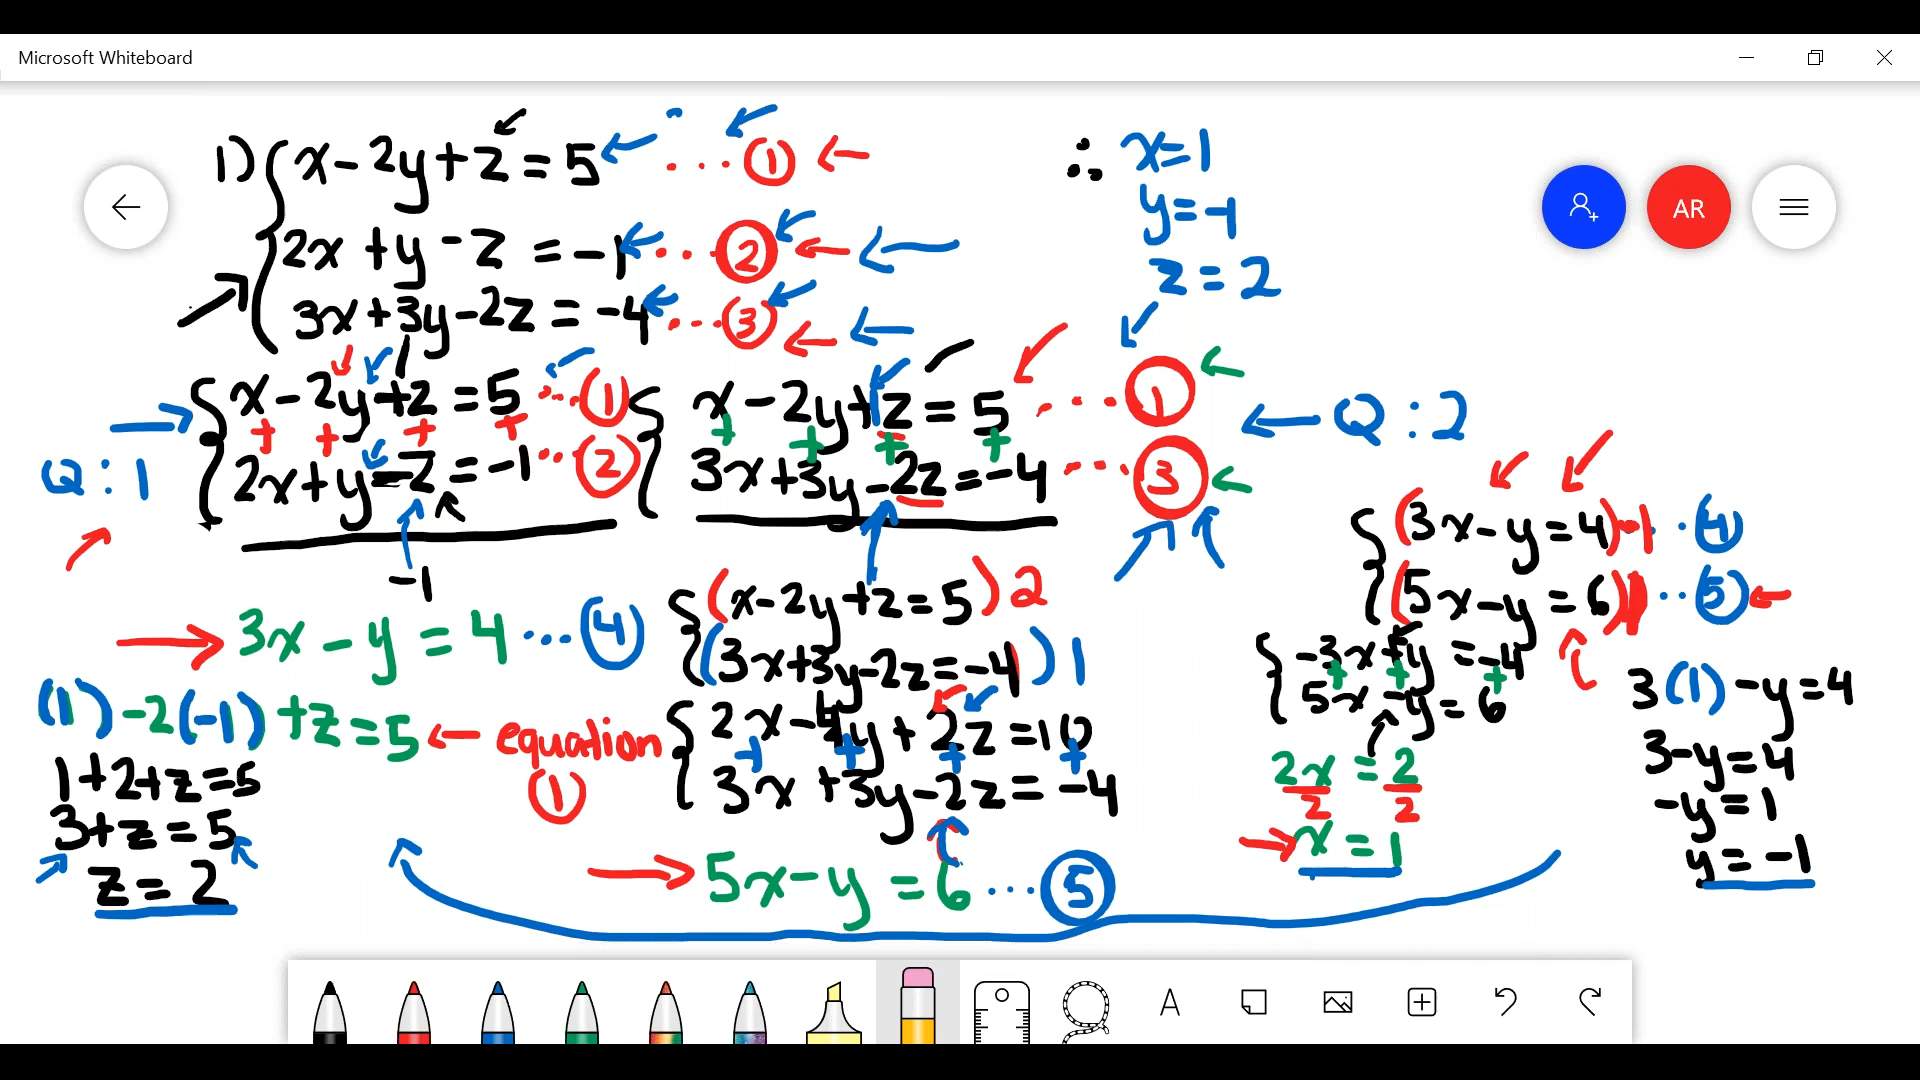 Microsoft Whiteboard
1) x - 2y + z = 5 ... ①
2x + y - z = -1 ... ②
3x + 3y - 2z = -4 ... ③
∴ x = 1
y = -1
z = 2
AR
Q : 1
x - 2y + z = 5 ... ①
+ + + +
2x + y - z = -1 ... ②
-1
3x - y = 4 ... ④
x - 2y + z = 5 ... ①
+ + + +
3x + 3y - 2z = -4 ... ③
Q : 2
(x - 2y + z = 5) 2
(3x + 3y - 2z = -4) 1
2x - 4y + 2z = 10
+ + + +
3x + 3y - 2z = -4
5x - y = 6 ... ⑤
(3x - y = 4) -1 ... ④
(5x - y = 6) 1 ... ⑤
-3x + y = -4
+ + +
5x - y = 6
2x = 2
2 2
x = 1
3(1) - y = 4
3 - y = 4
-y = 1
y = -1
(1) - 2(-1) + z = 5 ← equation
①
1 + 2 + z = 5
3 + z = 5
z = 2